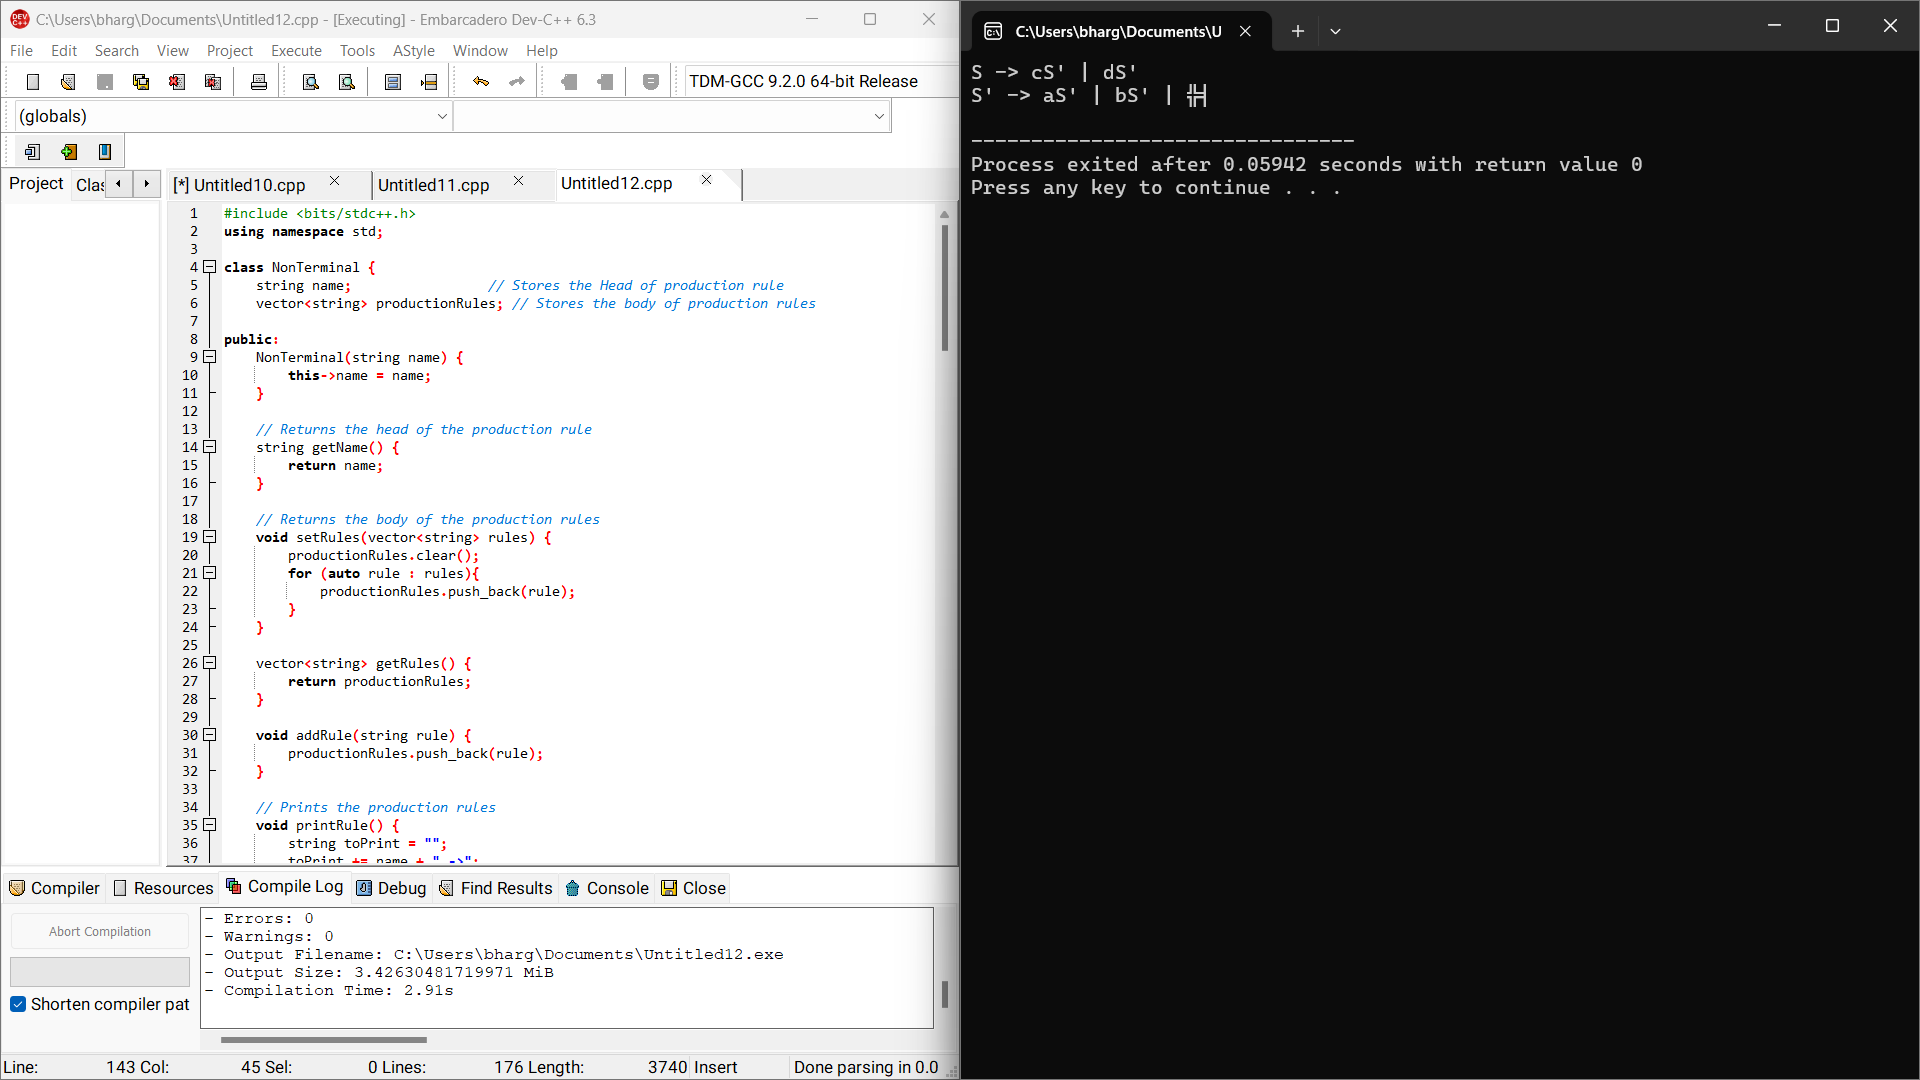 C:\Users\bharg\Documents\Untitled12.cpp - [Executing] - Embarcadero Dev-C++ 6.3
File Edit Search View Project Execute Tools AStyle Window Help
TDM-GCC 9.2.0 64-bit Release
(globals)
Project Clas
[*] Untitled10.cpp Untitled11.cpp Untitled12.cpp
1 #include <bits/stdc++.h>
2 using namespace std;
3
4 class NonTerminal {
5 string name; // Stores the Head of production rule
6 vector<string> productionRules; // Stores the body of production rules
7
8 public:
9 NonTerminal(string name) {
10 this->name = name;
11 }
12
13 // Returns the head of the production rule
14 string getName() {
15 return name;
16 }
17
18 // Returns the body of the production rules
19 void setRules(vector<string> rules) {
20 productionRules.clear();
21 for (auto rule : rules){
22 productionRules.push_back(rule);
23 }
24 }
25
26 vector<string> getRules() {
27 return productionRules;
28 }
29
30 void addRule(string rule) {
31 productionRules.push_back(rule);
32 }
33
34 // Prints the production rules
35 void printRule() {
36 string toPrint = "";
37 toPrint += name + " ->";
Compiler Resources Compile Log Debug Find Results Console Close
Abort Compilation
Shorten compiler pat
- Errors: 0
- Warnings: 0
- Output Filename: C:\Users\bharg\Documents\Untitled12.exe
- Output Size: 3.42630481719971 MiB
- Compilation Time: 2.91s
Line: 143 Col: 45 Sel: 0 Lines: 176 Length: 3740 Insert Done parsing in 0.0
C:\Users\bharg\Documents\U
S -> cS' | dS'
S' -> aS' | bS' |
--------------------------------
Process exited after 0.05942 seconds with return value 0
Press any key to continue . . .